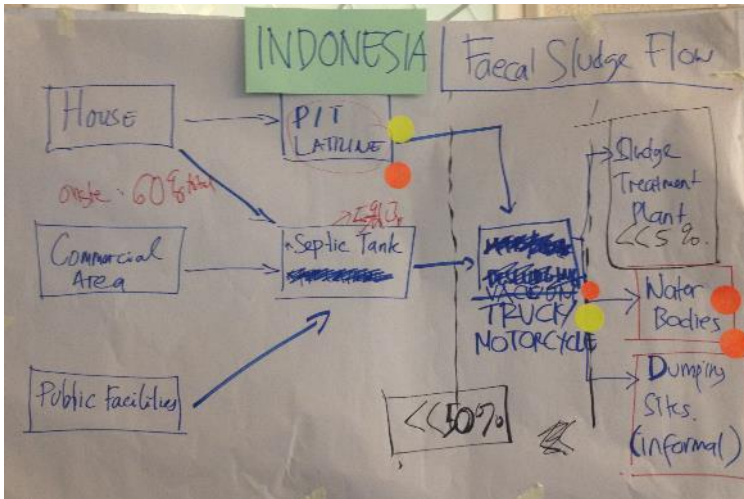 INDONESIA
Faecal Sludge Flow
HOUSE
PIT
LATRINE
onsite. 60%
Commercial
Area
Septic Tank
Public Facilities
VACUUM
TRUCK/
MOTORCYCLE
<<50%
Sludge
Treatment
Plant
<<5%.
Water
Bodies
Dumping
Sites.
(informal)